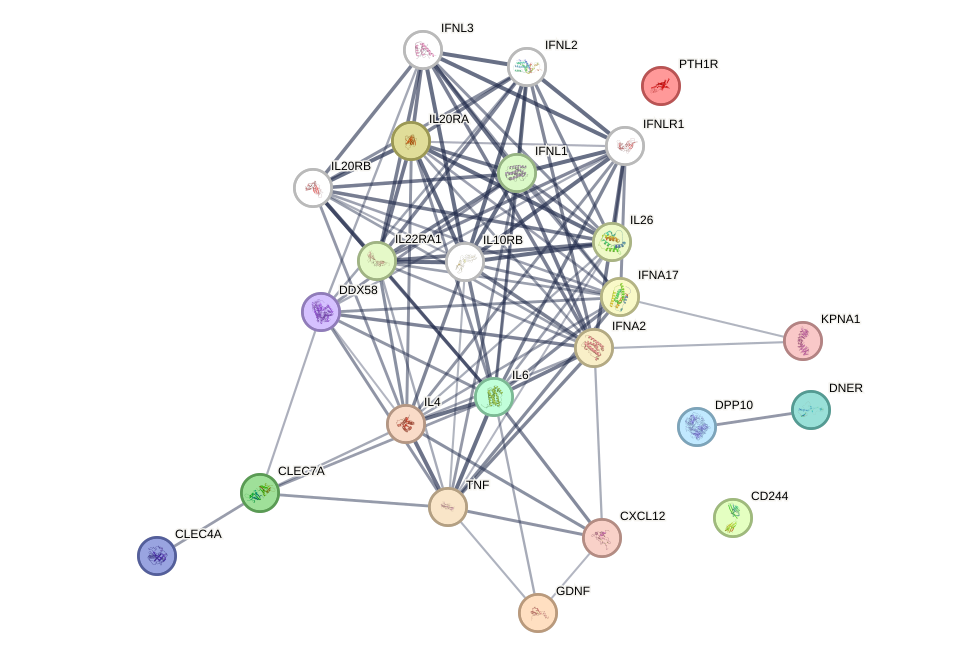 IFNL3
IFNL2
PTH1R
IL20RA
IFNLR1
IFNL1
IL20RB
IL26
IL22RA1
IL10RB
IFNA17
DDX58
KPNA1
IFNA2
IL6
DNER
IL4
DPP10
CLEC7A
TNF
CD244
CXCL12
CLEC4A
GDNF